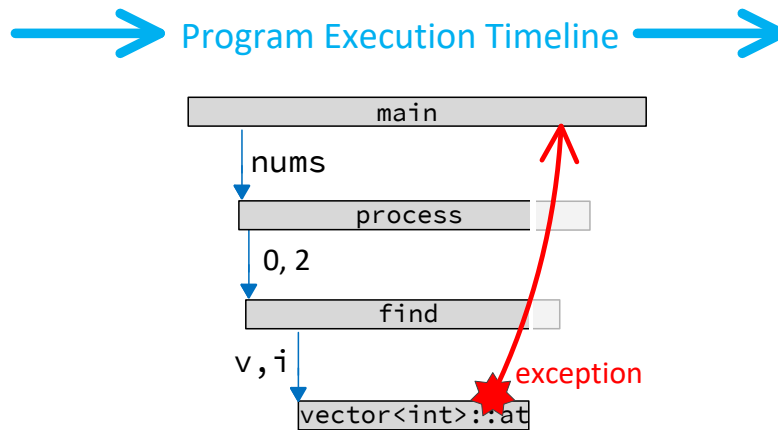 Program Execution Timeline
main
nums
process
0, 2
find
v,i
exception
vector<int>::at